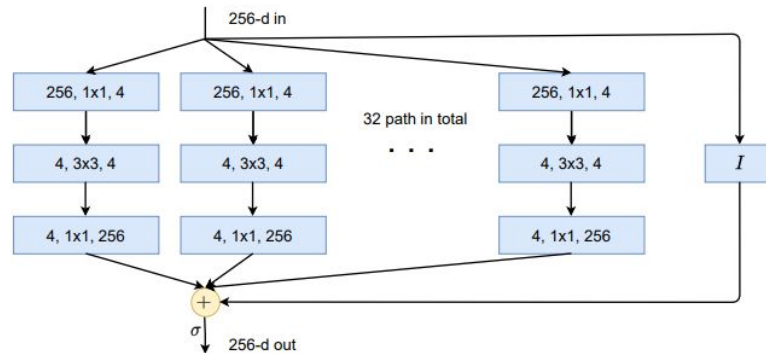 256-d in
256, 1x1, 4
256, 1x1, 4
256, 1x1, 4
32 path in total
. . .
4, 3x3, 4
4, 3x3, 4
4, 3x3, 4
I
4, 1x1, 256
4, 1x1, 256
4, 1x1, 256
+
σ
256-d out